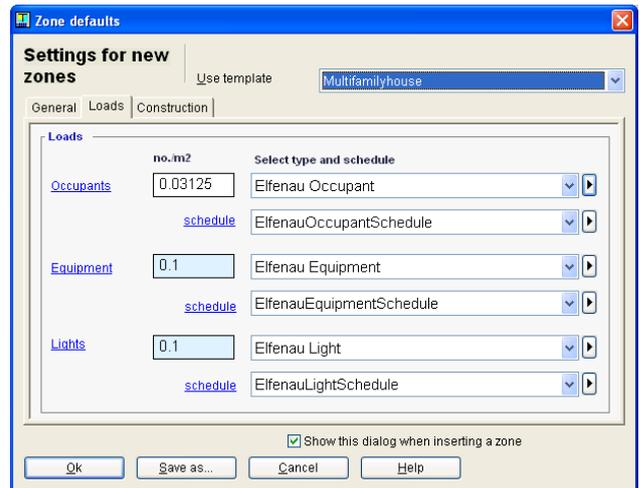 Zone defaults
Settings for new zones
Use template
Multifamilyhouse
General
Loads
Construction
Loads
no./m2
Select type and schedule
Occupants
0.03125
Elfenau Occupant
schedule
ElfenauOccupantSchedule
Equipment
0.1
Elfenau Equipment
schedule
ElfenauEquipmentSchedule
Lights
0.1
Elfenau Light
schedule
ElfenauLightSchedule
Show this dialog when inserting a zone
Ok
Save as...
Cancel
Help